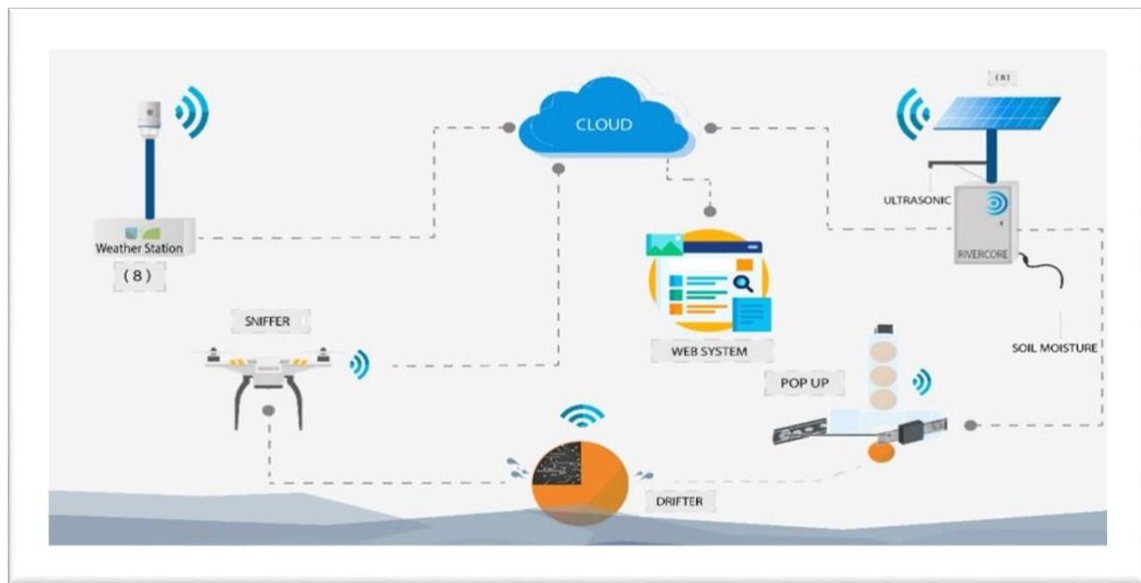 (8)
CLOUD
ULTRASONIC
Weather Station
RIVERCORE
(8)
SNIFFER
WEB SYSTEM
SOIL MOISTURE
POP UP
DRIFTER